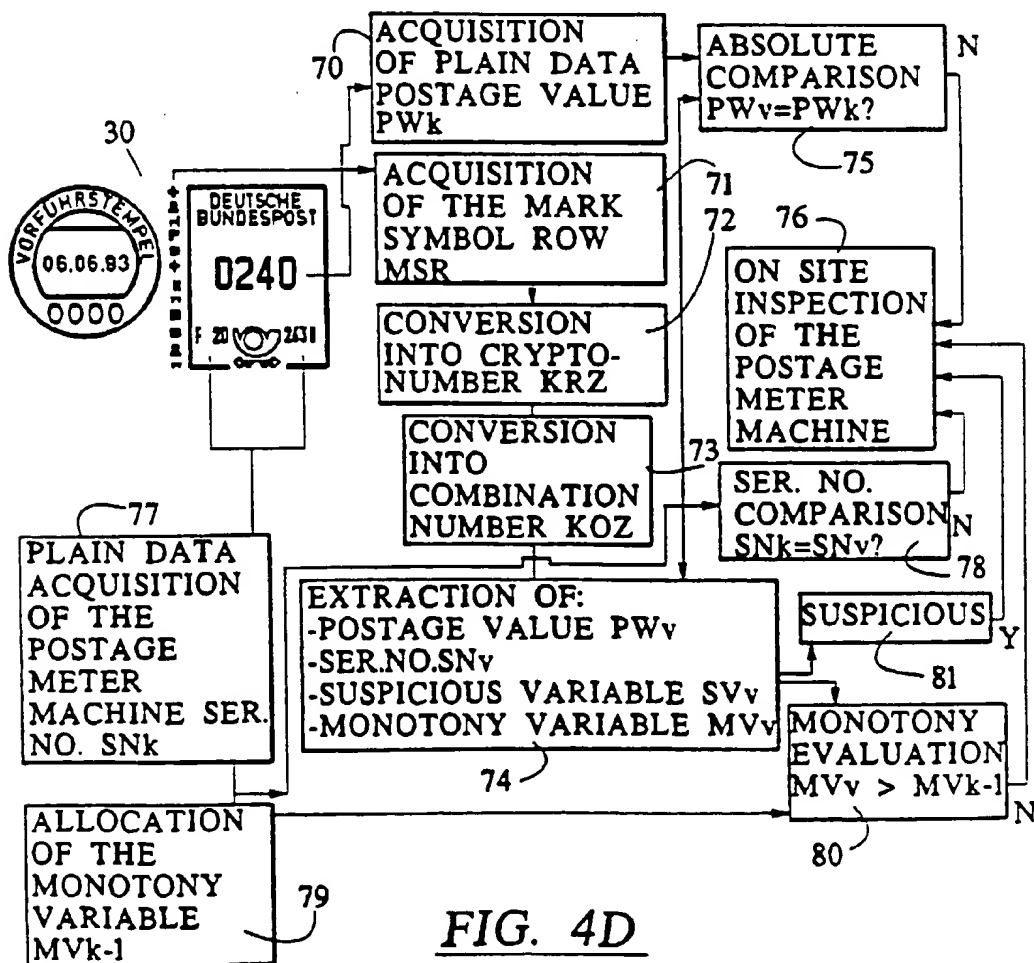 70
ACQUISITION
OF PLAIN DATA
POSTAGE VALUE
PWk
ABSOLUTE
COMPARISON
PWv=PWk?
N
75
30
VORFÜHRSTEMPEL
06.06.83
0000
DEUTSCHE
BUNDESPOST
0240
F 20
ACQUISITION
OF THE MARK
SYMBOL ROW
MSR
71
72
CONVERSION
INTO CRYPTO-
NUMBER KRZ
73
CONVERSION
INTO
COMBINATION
NUMBER KOZ
76
ON SITE
INSPECTION
OF THE
POSTAGE
METER
MACHINE
SER. NO.
COMPARISON
SNk=SNv?
N
78
77
PLAIN DATA
ACQUISITION
OF THE
POSTAGE
METER
MACHINE SER.
NO. SNk
EXTRACTION OF:
-POSTAGE VALUE PWv
-SER.NO.SNv
-SUSPICIOUS VARIABLE SVv
-MONOTONY VARIABLE MVv
74
SUSPICIOUS
Y
81
MONOTONY
EVALUATION
MVv > MVk-1
N
80
ALLOCATION
OF THE
MONOTONY
VARIABLE
MVk-1
79
FIG. 4D